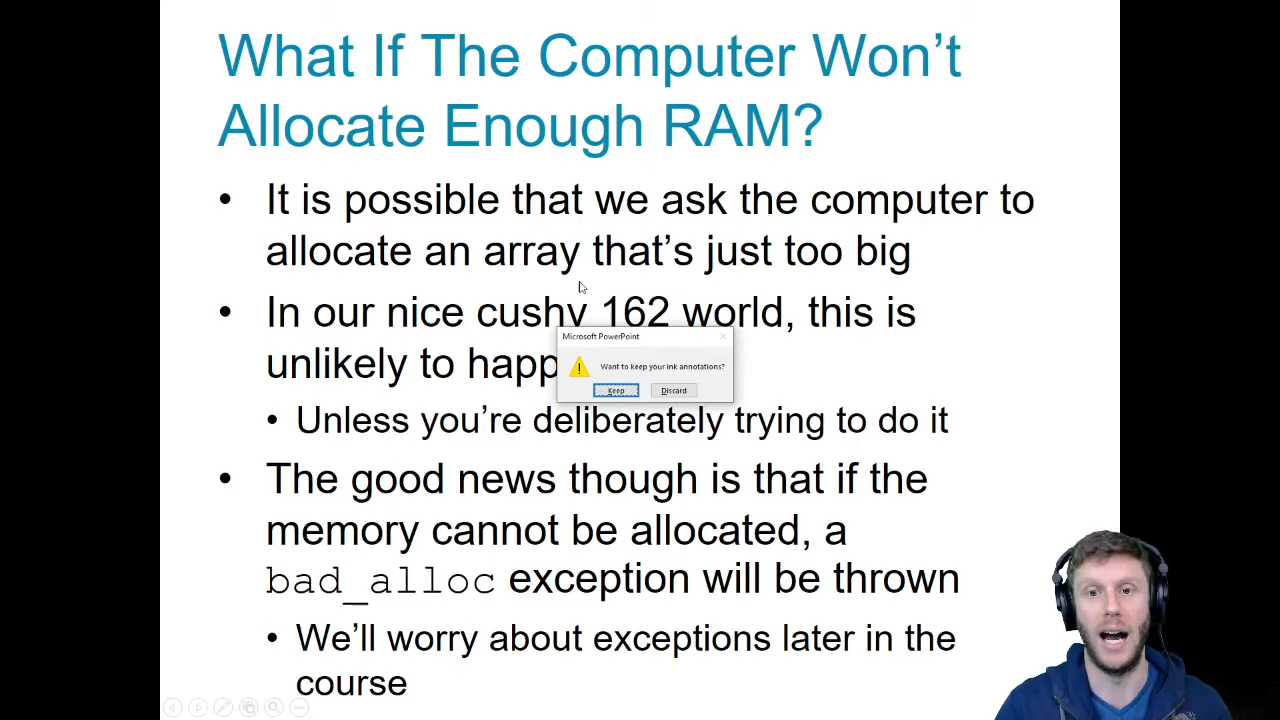 What If The Computer Won't
Allocate Enough RAM?
• It is possible that we ask the computer to
allocate an array that's just too big
• In our nice cushy 162 world, this is
unlikely to happ
Microsoft PowerPoint
Want to keep your ink annotations?
Keep
Discard
• Unless you're deliberately trying to do it
• The good news though is that if the
memory cannot be allocated, a
bad_alloc exception will be thrown
• We'll worry about exceptions later in the
course